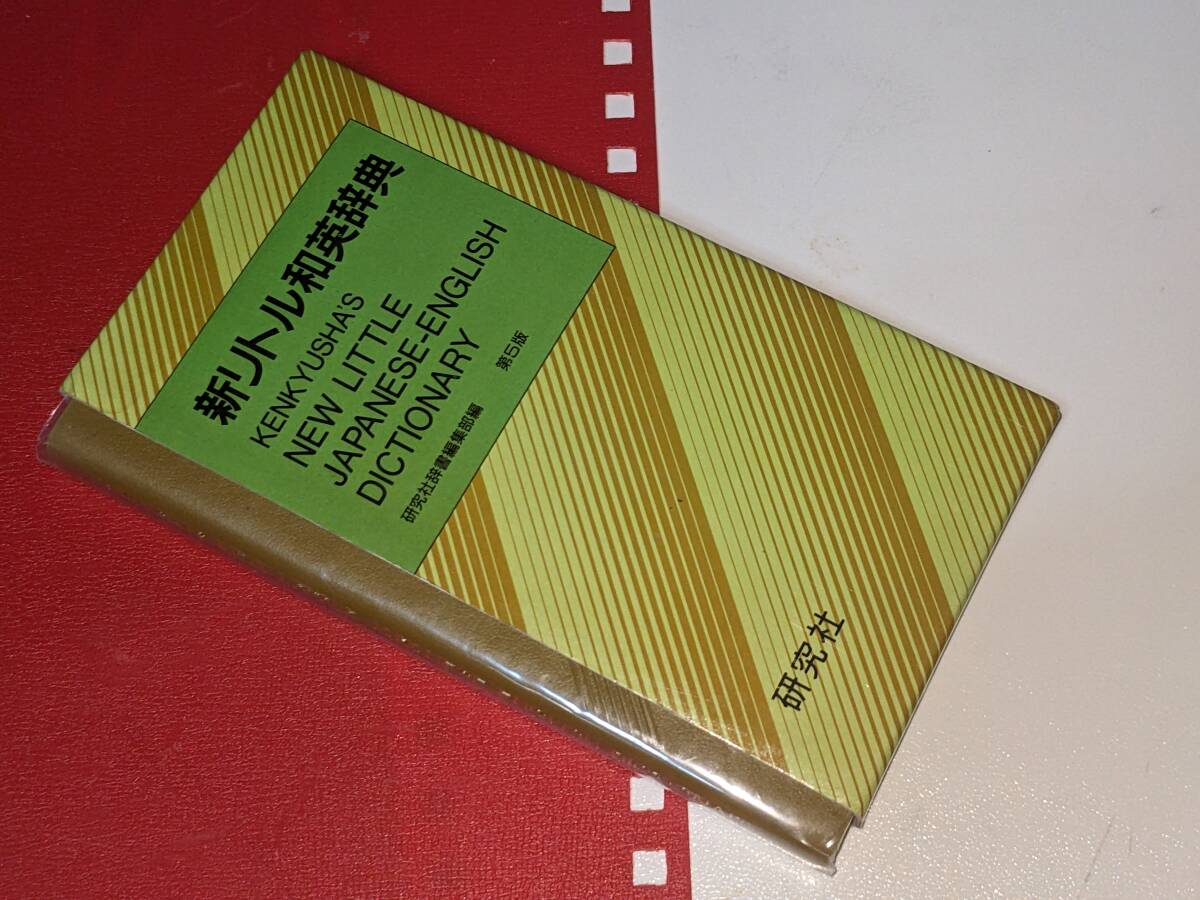 新リトル和英辞典
KENKYUSHA'S
NEW LITTLE
JAPANESE-ENGLISH
DICTIONARY
研究社辞書編集部編
第5版
研究社